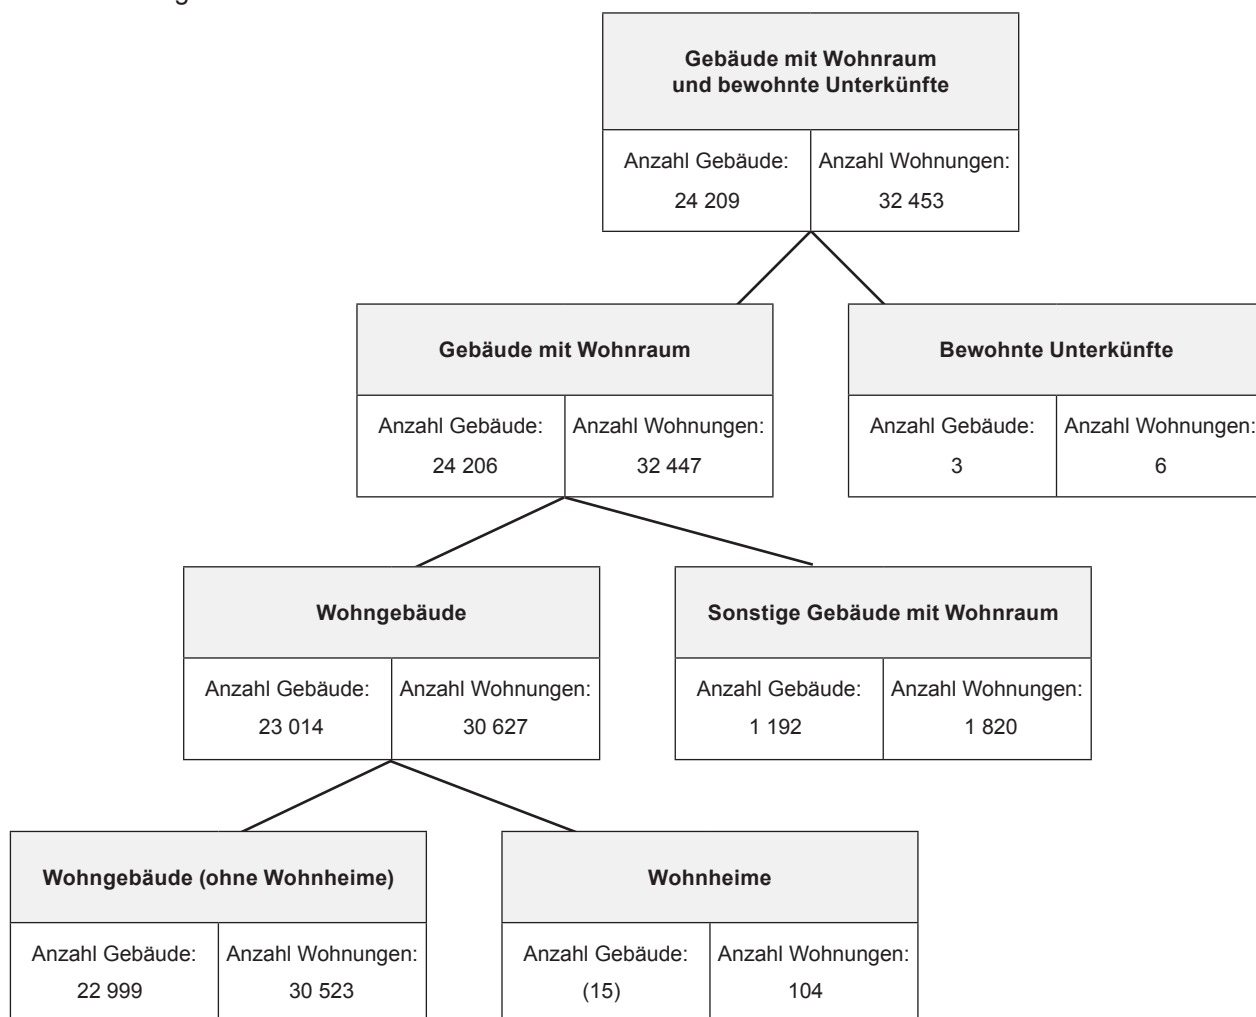 Gebäude mit Wohnraum
und bewohnte Unterkünfte
Anzahl Gebäude:
24 209
Anzahl Wohnungen:
32 453
Gebäude mit Wohnraum
Anzahl Gebäude:
24 206
Anzahl Wohnungen:
32 447
Bewohnte Unterkünfte
Anzahl Gebäude:
3
Anzahl Wohnungen:
6
Wohngebäude
Anzahl Gebäude:
23 014
Anzahl Wohnungen:
30 627
Sonstige Gebäude mit Wohnraum
Anzahl Gebäude:
1 192
Anzahl Wohnungen:
1 820
Wohngebäude (ohne Wohnheime)
Anzahl Gebäude:
22 999
Anzahl Wohnungen:
30 523
Wohnheime
Anzahl Gebäude:
(15)
Anzahl Wohnungen:
104